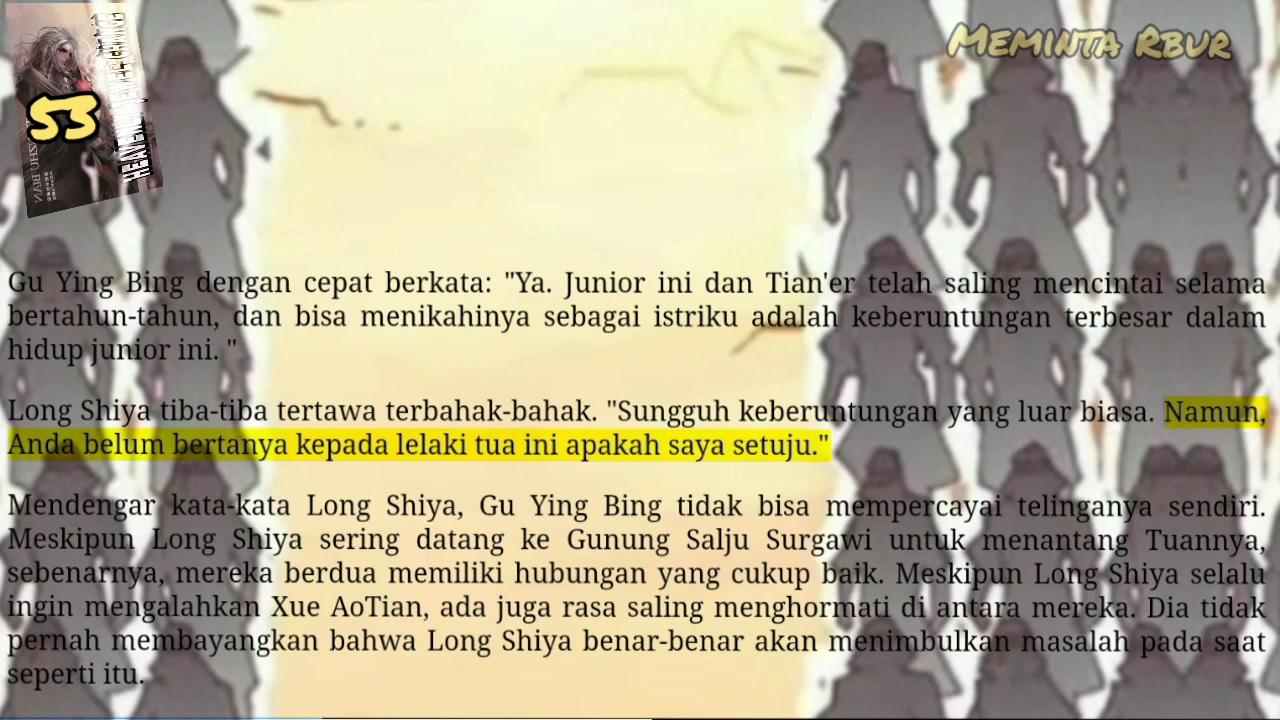 Meminta Rbur
53
HEAVENLY JEWEL CHANGE
ZHU BIAN
Gu Ying Bing dengan cepat berkata: "Ya. Junior ini dan Tian'er telah saling mencintai selama
bertahun-tahun, dan bisa menikahinya sebagai istriku adalah keberuntungan terbesar dalam
hidup junior ini. "
Long Shiya tiba-tiba tertawa terbahak-bahak. "Sungguh keberuntungan yang luar biasa. Namun,
Anda belum bertanya kepada lelaki tua ini apakah saya setuju."
Mendengar kata-kata Long Shiya, Gu Ying Bing tidak bisa mempercayai telinganya sendiri.
Meskipun Long Shiya sering datang ke Gunung Salju Surgawi untuk menantang Tuannya,
sebenarnya, mereka berdua memiliki hubungan yang cukup baik. Meskipun Long Shiya selalu
ingin mengalahkan Xue AoTian, ada juga rasa saling menghormati di antara mereka. Dia tidak
pernah membayangkan bahwa Long Shiya benar-benar akan menimbulkan masalah pada saat
seperti itu.